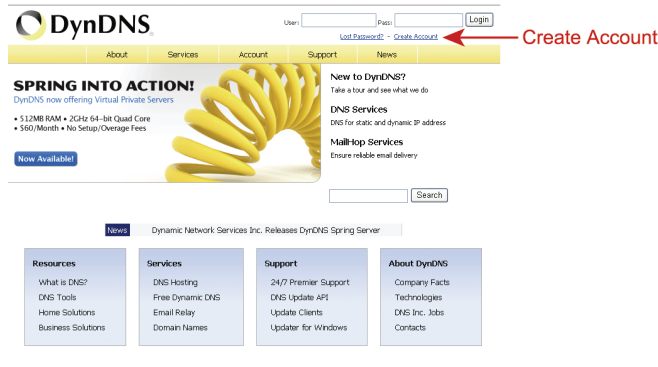 DynDNS
User: Pass: Login
Lost Password? - Create Account
Create Account
About Services Account Support News
SPRING INTO ACTION!
DynDNS now offering Virtual Private Servers
• 512MB RAM • 2GHz 64-bit Quad Core
• $60/Month • No Setup/Overage Fees
Now Available!
New to DynDNS?
Take a tour and see what we do
DNS Services
DNS for static and dynamic IP address
MailHop Services
Ensure reliable email delivery
Search
News Dynamic Network Services Inc. Releases DynDNS Spring Server
Resources
What is DNS?
DNS Tools
Home Solutions
Business Solutions
Services
DNS Hosting
Free Dynamic DNS
Email Relay
Domain Names
Support
24/7 Premier Support
DNS Update API
Update Clients
Updater for Windows
About DynDNS
Company Facts
Technologies
DNS Inc. Jobs
Contacts